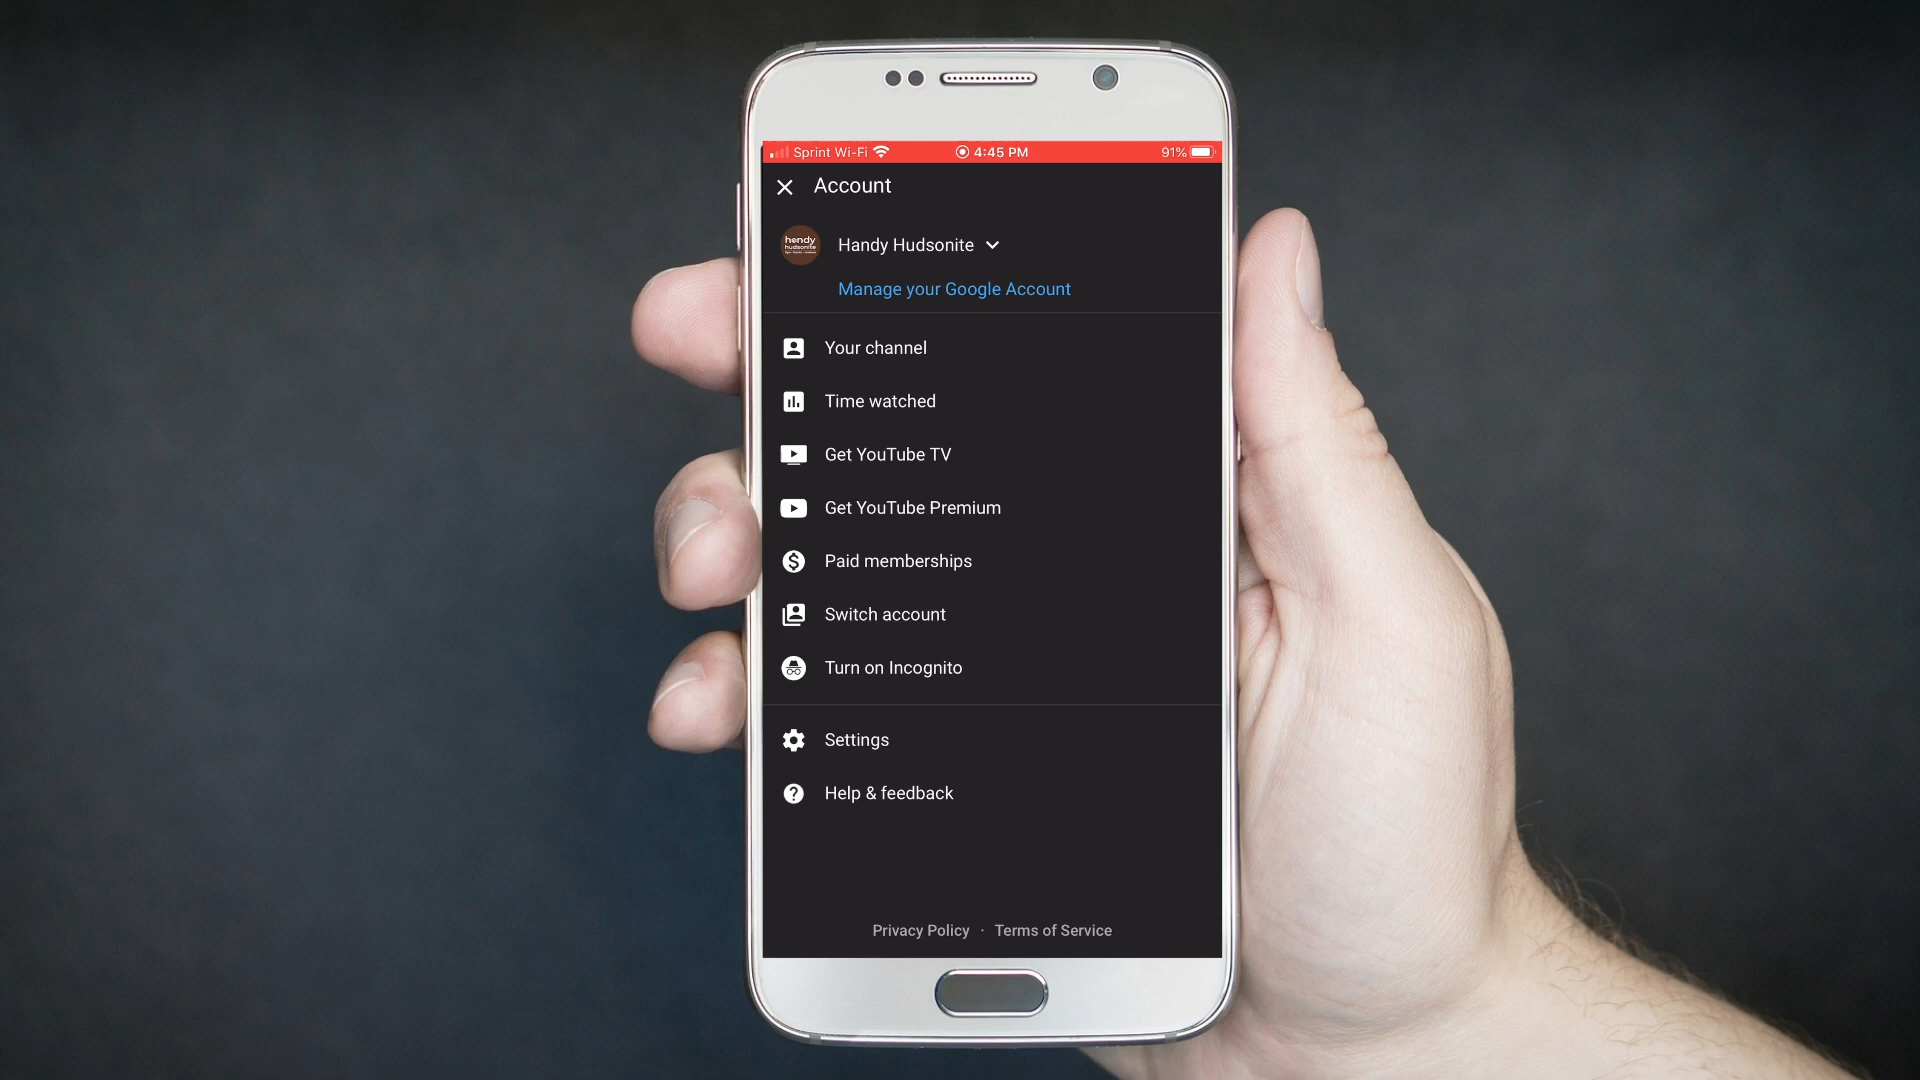 Sprint Wi-Fi 4:45 PM 91%
Account
hendy
hudsonite
Handy Hudsonite
Manage your Google Account
Your channel
Time watched
Get YouTube TV
Get YouTube Premium
Paid memberships
Switch account
Turn on Incognito
Settings
Help & feedback
Privacy Policy · Terms of Service